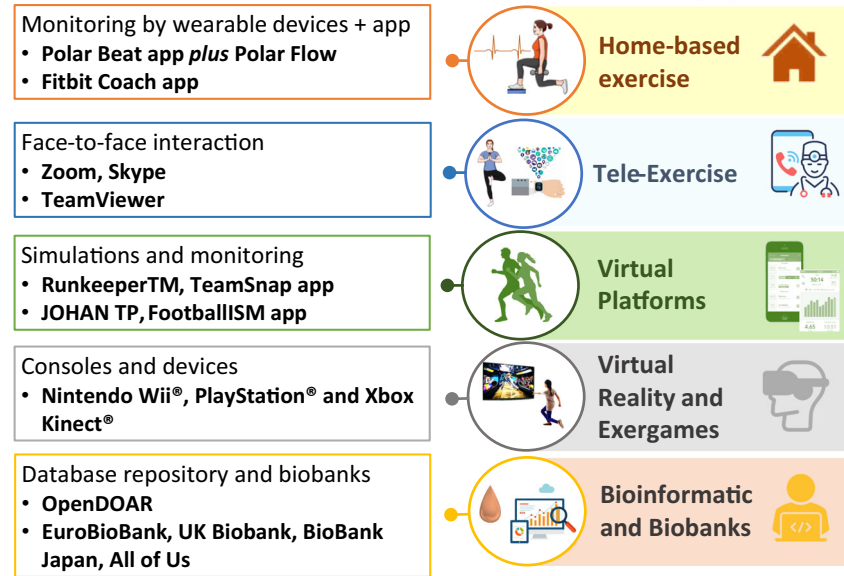 Monitoring by wearable devices + app
• Polar Beat app plus Polar Flow
• Fitbit Coach app
Home-based
exercise
Face-to-face interaction
• Zoom, Skype
• TeamViewer
Tele-Exercise
Simulations and monitoring
• RunkeeperTM, TeamSnap app
• JOHAN TP, FootballISM app
Virtual
Platforms
Consoles and devices
• Nintendo Wii®, PlayStation® and Xbox
Kinect®
Virtual
Reality and
Exergames
Database repository and biobanks
• OpenDOAR
• EuroBioBank, UK Biobank, BioBank
Japan, All of Us
Bioinformatic
and Biobanks